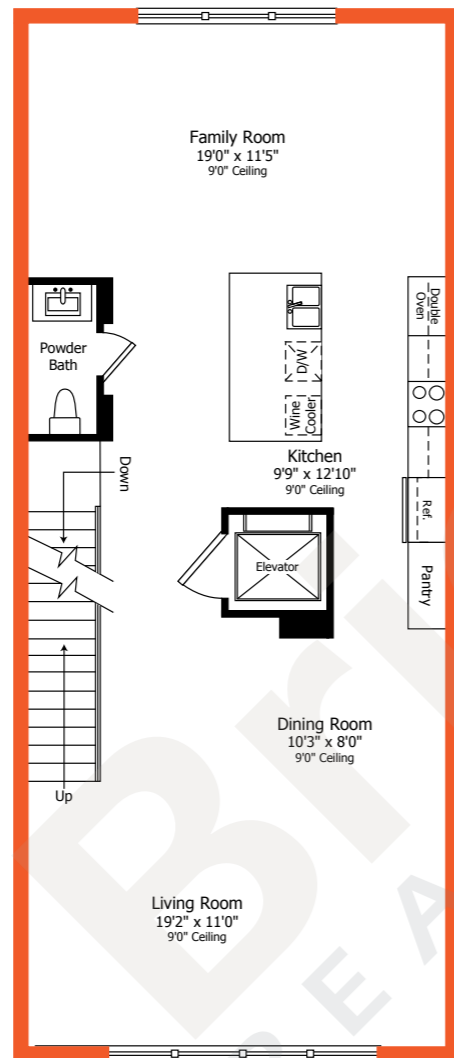 Family Room
19'0" x 11'5"
9'0" Ceiling
Double
Oven
Powder
Bath
D/W
Wine
Cooler
Kitchen
9'9" x 12'10"
9'0" Ceiling
Down
Ref.
Elevator
Pantry
Dining Room
10'3" x 8'0"
9'0" Ceiling
Up
Living Room
19'2" x 11'0"
9'0" Ceiling
Bri
EA